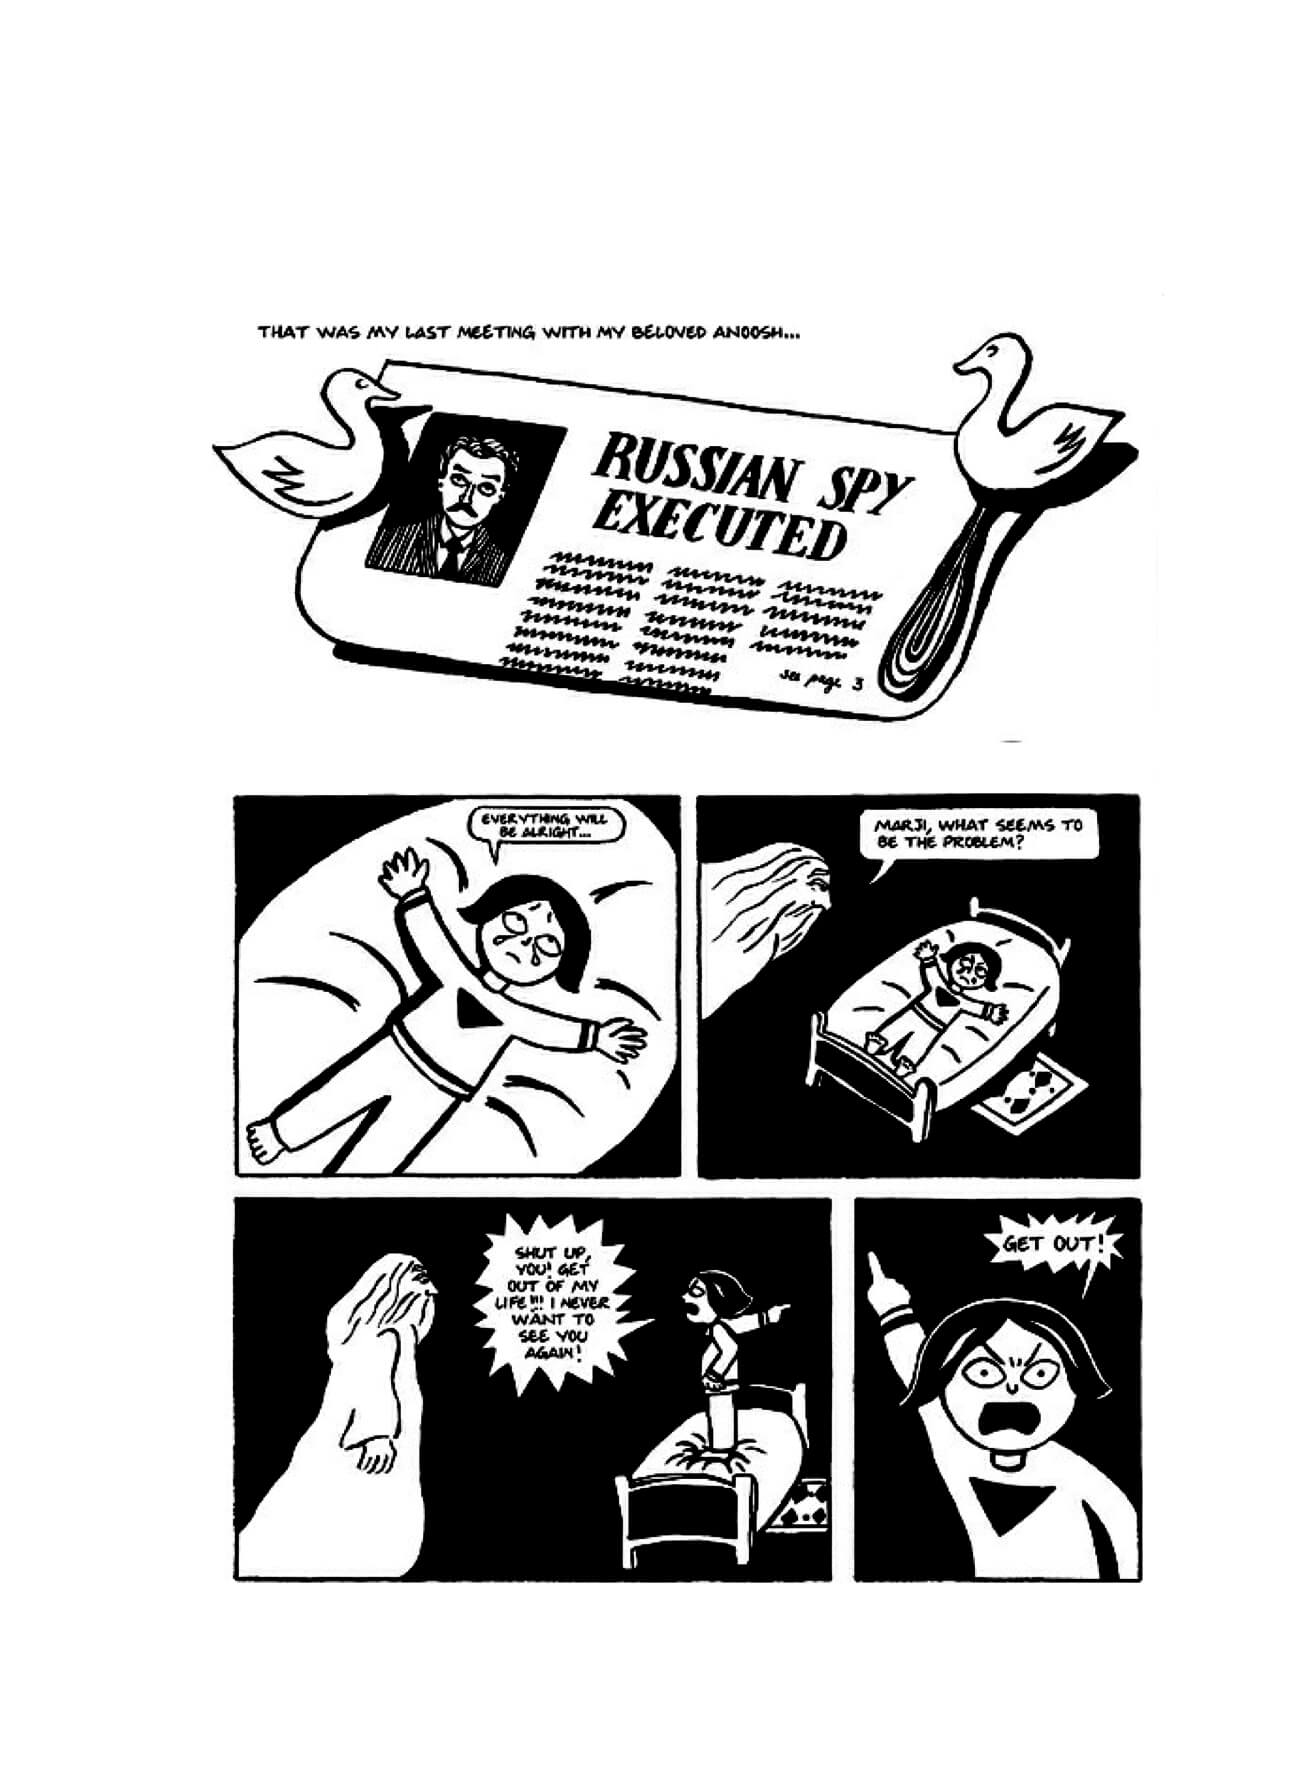 THAT WAS MY LAST MEETING WITH MY BELOVED ANOOSH...
RUSSIAN SPY
EXECUTED
see page 3
EVERYTHING WILL
BE ALRIGHT...
MARJI, WHAT SEEMS TO
BE THE PROBLEM?
SHUT UP,
YOU! GET
OUT OF MY
LIFE!!! I NEVER
WANT TO
SEE YOU
AGAIN!
GET OUT!